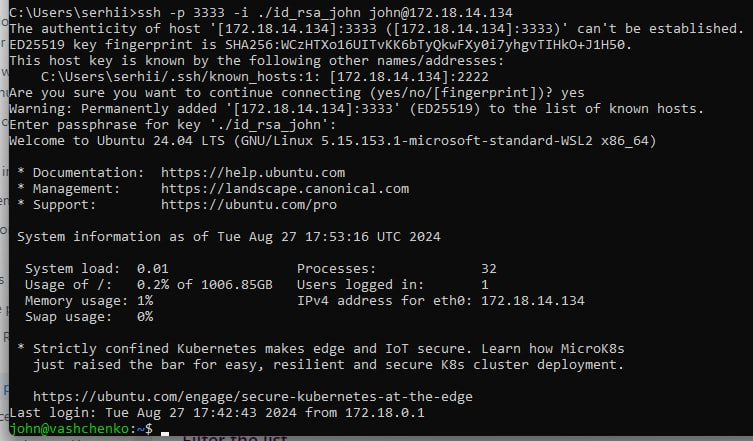 C:\Users\serhii>ssh -p 3333 -i ./id_rsa_john john@172.18.14.134
The authenticity of host '[172.18.14.134]:3333 ([172.18.14.134]:3333)' can't be established.
ED25519 key fingerprint is SHA256:WCzHTXo16UITvKK6bTyQkwFXy0i7yhgvTIHkO+J1H50.
This host key is known by the following other names/addresses:
    C:\Users\serhii/.ssh/known_hosts:1: [172.18.14.134]:2222
Are you sure you want to continue connecting (yes/no/[fingerprint])? yes
Warning: Permanently added '[172.18.14.134]:3333' (ED25519) to the list of known hosts.
Enter passphrase for key './id_rsa_john':
Welcome to Ubuntu 24.04 LTS (GNU/Linux 5.15.153.1-microsoft-standard-WSL2 x86_64)
 * Documentation:  https://help.ubuntu.com
 * Management:     https://landscape.canonical.com
 * Support:        https://ubuntu.com/pro
 System information as of Tue Aug 27 17:53:16 UTC 2024
  System load:  0.01                Processes:             32
  Usage of /:   0.2% of 1006.85GB   Users logged in:       1
  Memory usage: 1%                  IPv4 address for eth0: 172.18.14.134
  Swap usage:   0%
 * Strictly confined Kubernetes makes edge and IoT secure. Learn how MicroK8s
   just raised the bar for easy, resilient and secure K8s cluster deployment.
   https://ubuntu.com/engage/secure-kubernetes-at-the-edge
Last login: Tue Aug 27 17:42:43 2024 from 172.18.0.1
john@vashchenko:~$